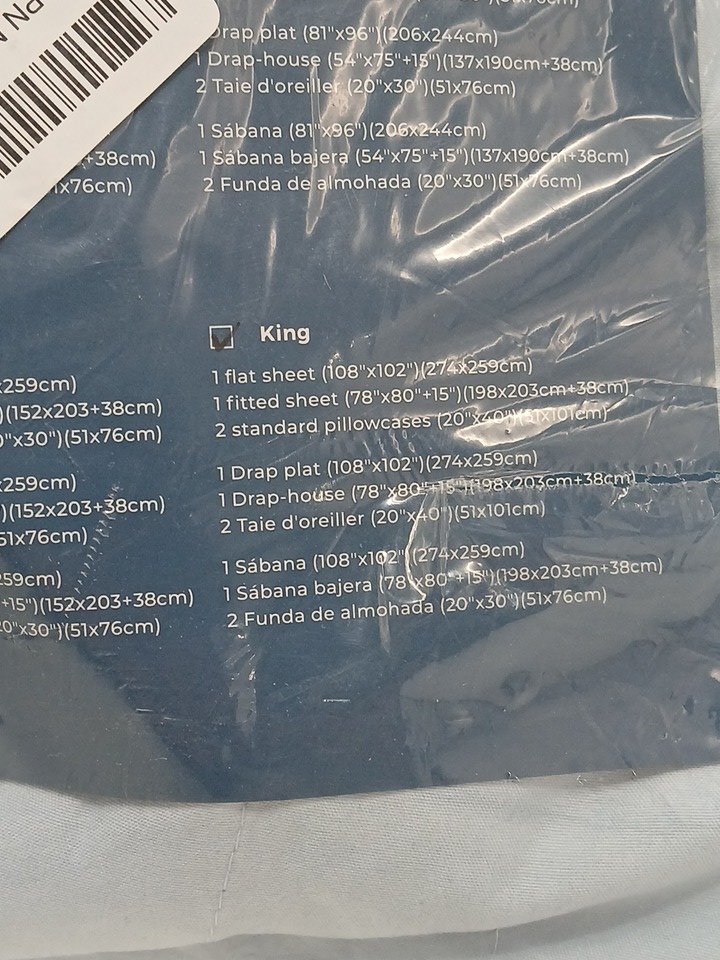 PN
Drap plat (81"x96")(206x244cm)
1 Drap-house (54"x75"+15")(137x190cm+38cm)
2 Taie d'oreiller (20"x30")(51x76cm)
1 Sábana (81"x96")(206x244cm)
1 Sábana bajera (54"x75"+15")(137x190cm+38cm)
2 Funda de almohada (20"x30")(51x76cm)
+38cm)
1x76cm)
King
1 flat sheet (108"x102")(274x259cm)
1 fitted sheet (78"x80"+15")(198x203cm+38cm)
2 standard pillowcases (20"x40")(51x101cm)
1 Drap plat (108"x102")(274x259cm)
1 Drap-house (78"x80"+15")(198x203cm+38cm)
2 Taie d'oreiller (20"x40")(51x101cm)
1 Sábana (108"x102")(274x259cm)
1 Sábana bajera (78"x80"+15")(198x203cm+38cm)
2 Funda de almohada (20"x30")(51x76cm)
x259cm)
)(152x203+38cm)
0"x30")(51x76cm)
x259cm)
)(152x203+38cm)
51x76cm)
259cm)
+15")(152x203+38cm)
20"x30")(51x76cm)